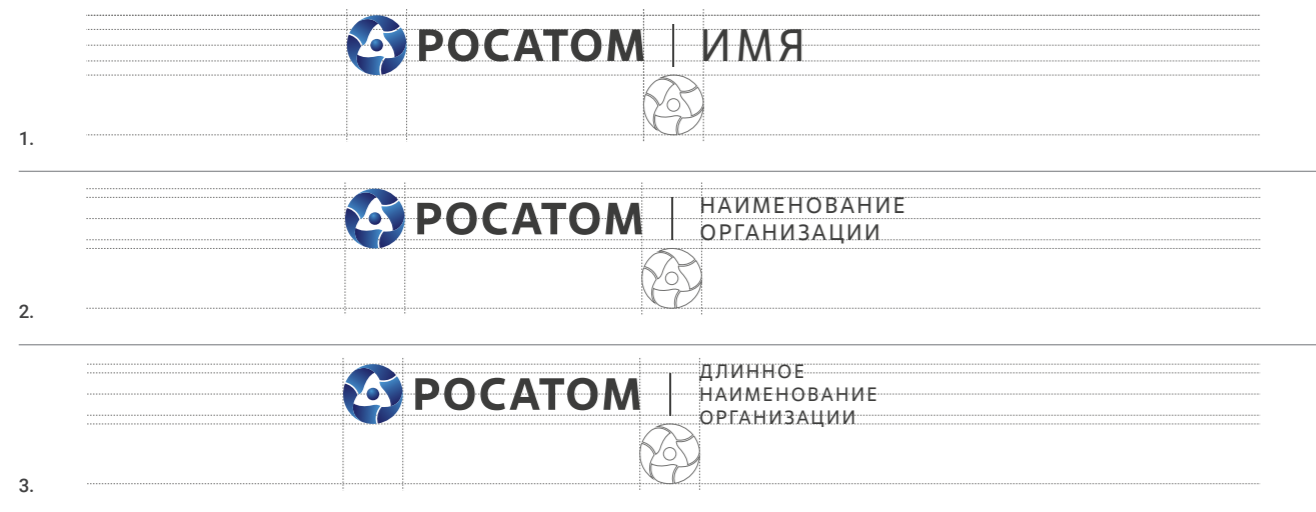 РОСАТОМ | ИМЯ
1.
РОСАТОМ | НАИМЕНОВАНИЕ
ОРГАНИЗАЦИИ
2.
РОСАТОМ | ДЛИННОЕ
НАИМЕНОВАНИЕ
ОРГАНИЗАЦИИ
3.